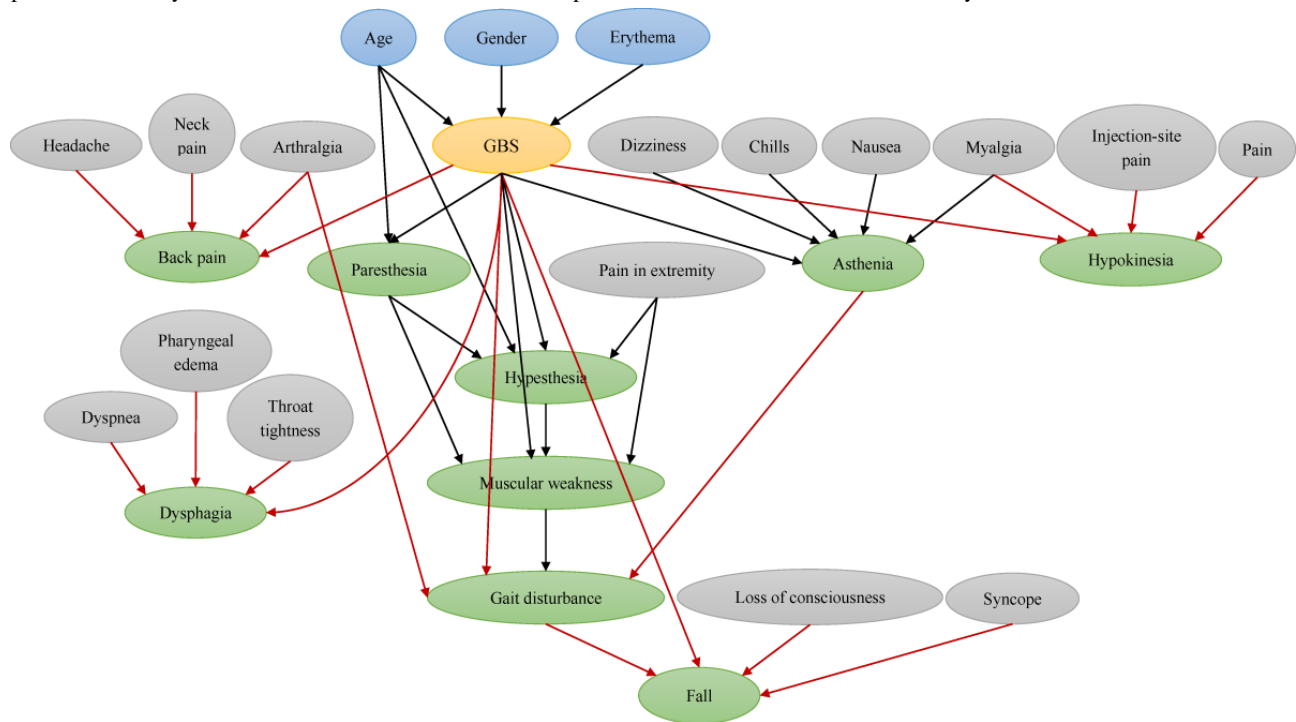 Age
Gender
Erythema
Headache
Neck
pain
Arthralgia
GBS
Dizziness
Chills
Nausea
Myalgia
Injection-site
pain
Pain
Back pain
Paresthesia
Pain in extremity
Asthenia
Hypokinesia
Pharyngeal
edema
Hypesthesia
Dyspnea
Throat
tightness
Muscular weakness
Dysphagia
Gait disturbance
Loss of consciousness
Syncope
Fall